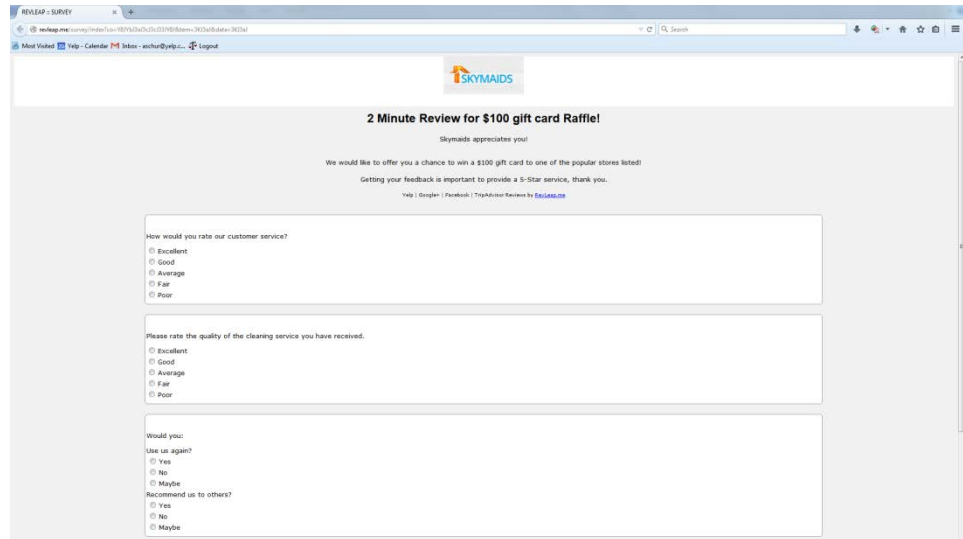 REVLEAP :: SURVEY
Search
Most Visited Yelp - Calendar Inbox - aschur@yelp.c... Logout
SKYMAIDS
2 Minute Review for $100 gift card Raffle!
Skymaids appreciates you!
We would like to offer you a chance to win a $100 gift card to one of the popular stores listed!
Getting your feedback is important to provide a 5-Star service, thank you.
Yelp | Google+ | Facebook | TripAdvisor Reviews by RevLeap.me
How would you rate our customer service?
Excellent
Good
Average
Fair
Poor
Please rate the quality of the cleaning service you have received.
Excellent
Good
Average
Fair
Poor
Would you:
Use us again?
Yes
No
Maybe
Recommend us to others?
Yes
No
Maybe